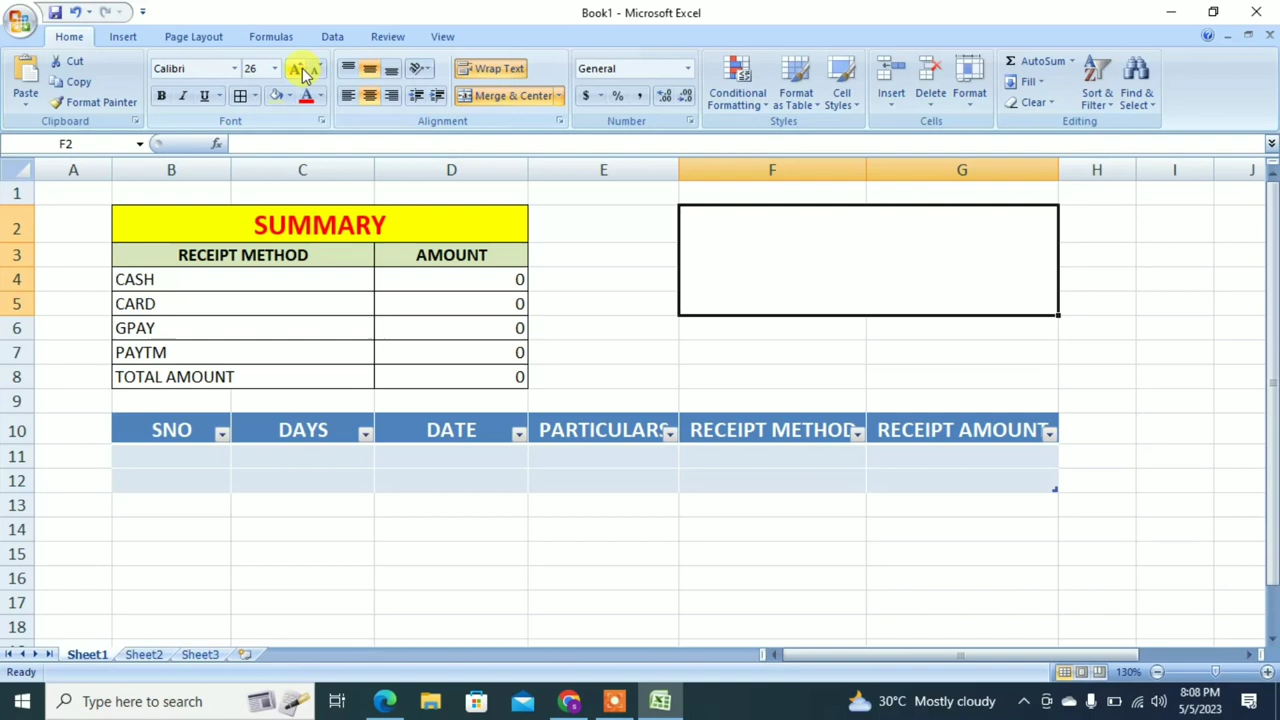 Book1 - Microsoft Excel
Home Insert Page Layout Formulas Data Review View
Cut
Copy
Format Painter
Paste
Clipboard
Calibri 26
A A
B I U A
Font
Wrap Text
Merge & Center
Alignment
General
$ % ,
Number
Conditional Formatting
Format as Table
Cell Styles
Styles
Insert
Delete
Format
Cells
Σ AutoSum
Fill
Clear
Sort & Filter
Find & Select
Editing
F2 fx
A B C D E F G H I J
1
2 SUMMARY
3 RECEIPT METHOD AMOUNT
4 CASH 0
5 CARD 0
6 GPAY 0
7 PAYTM 0
8 TOTAL AMOUNT 0
9
10 SNO DAYS DATE PARTICULARS RECEIPT METHOD RECEIPT AMOUNT
11
12
13
14
15
16
17
18
Sheet1 Sheet2 Sheet3
Ready 130%
Type here to search
30°C Mostly cloudy
8:08 PM
5/5/2023